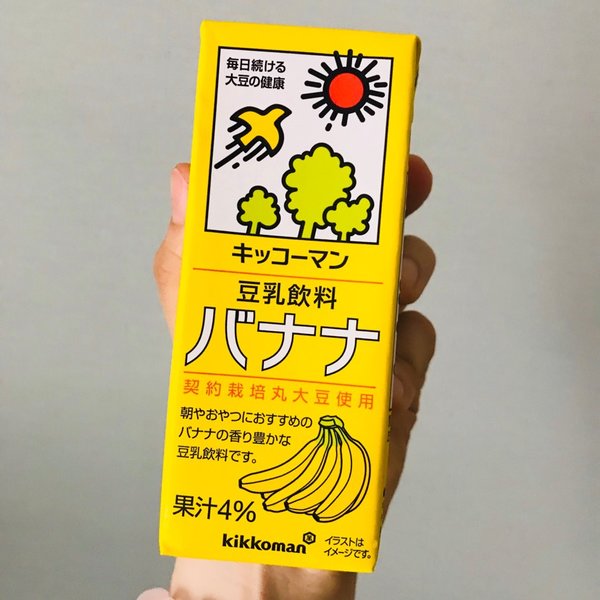 毎日続ける
大豆の健康
キッコーマン
豆乳飲料
バナナ
契約栽培丸大豆使用
朝やおやつにおすすめの
バナナの香り豊かな
豆乳飲料です。
果汁4%
kikkoman
イラストは
イメージです。